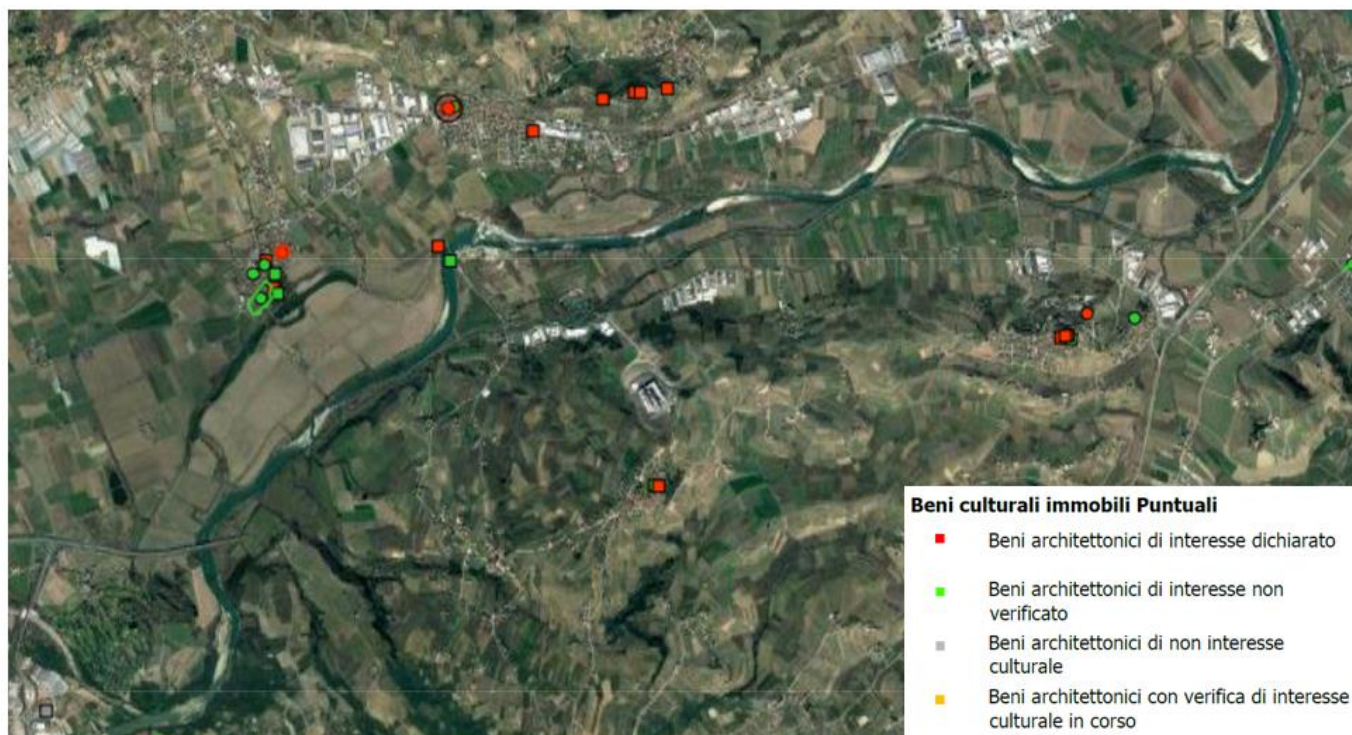 Beni culturali immobili Puntuali
Beni architettonici di interesse dichiarato
Beni architettonici di interesse non
verificato
Beni architettonici di non interesse
culturale
Beni architettonici con verifica di interesse
culturale in corso